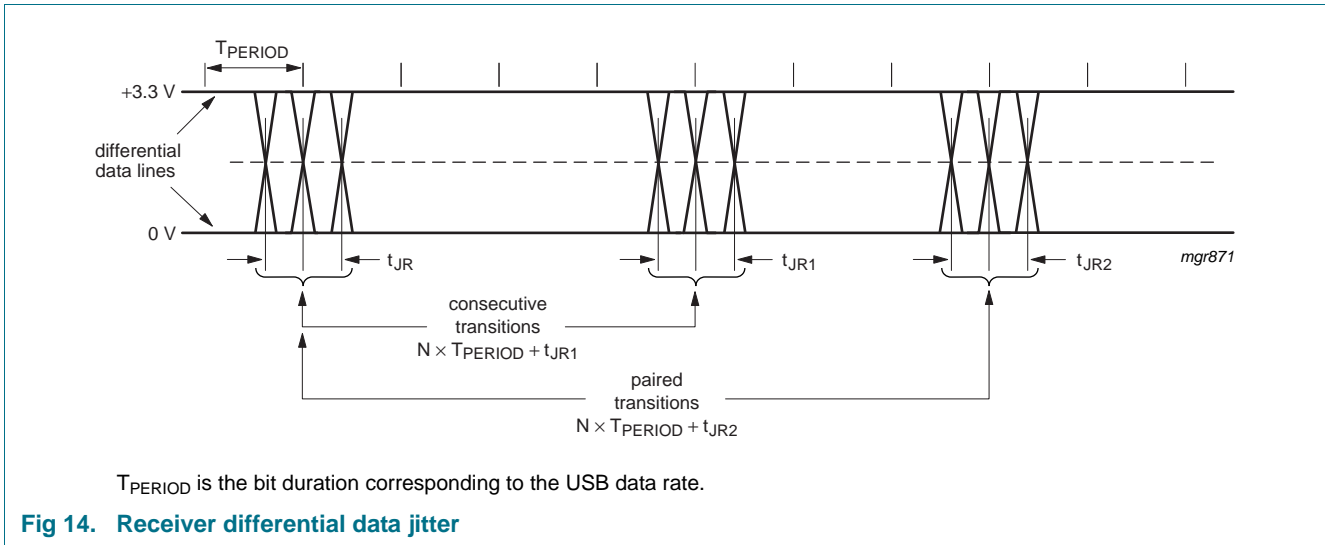 TPERIOD
+3.3 V
differential
data lines
0 V
tJR
tJR1
tJR2
mgr871
consecutive
transitions
N × TPERIOD + tJR1
paired
transitions
N × TPERIOD + tJR2
TPERIOD is the bit duration corresponding to the USB data rate.
Fig 14. Receiver differential data jitter